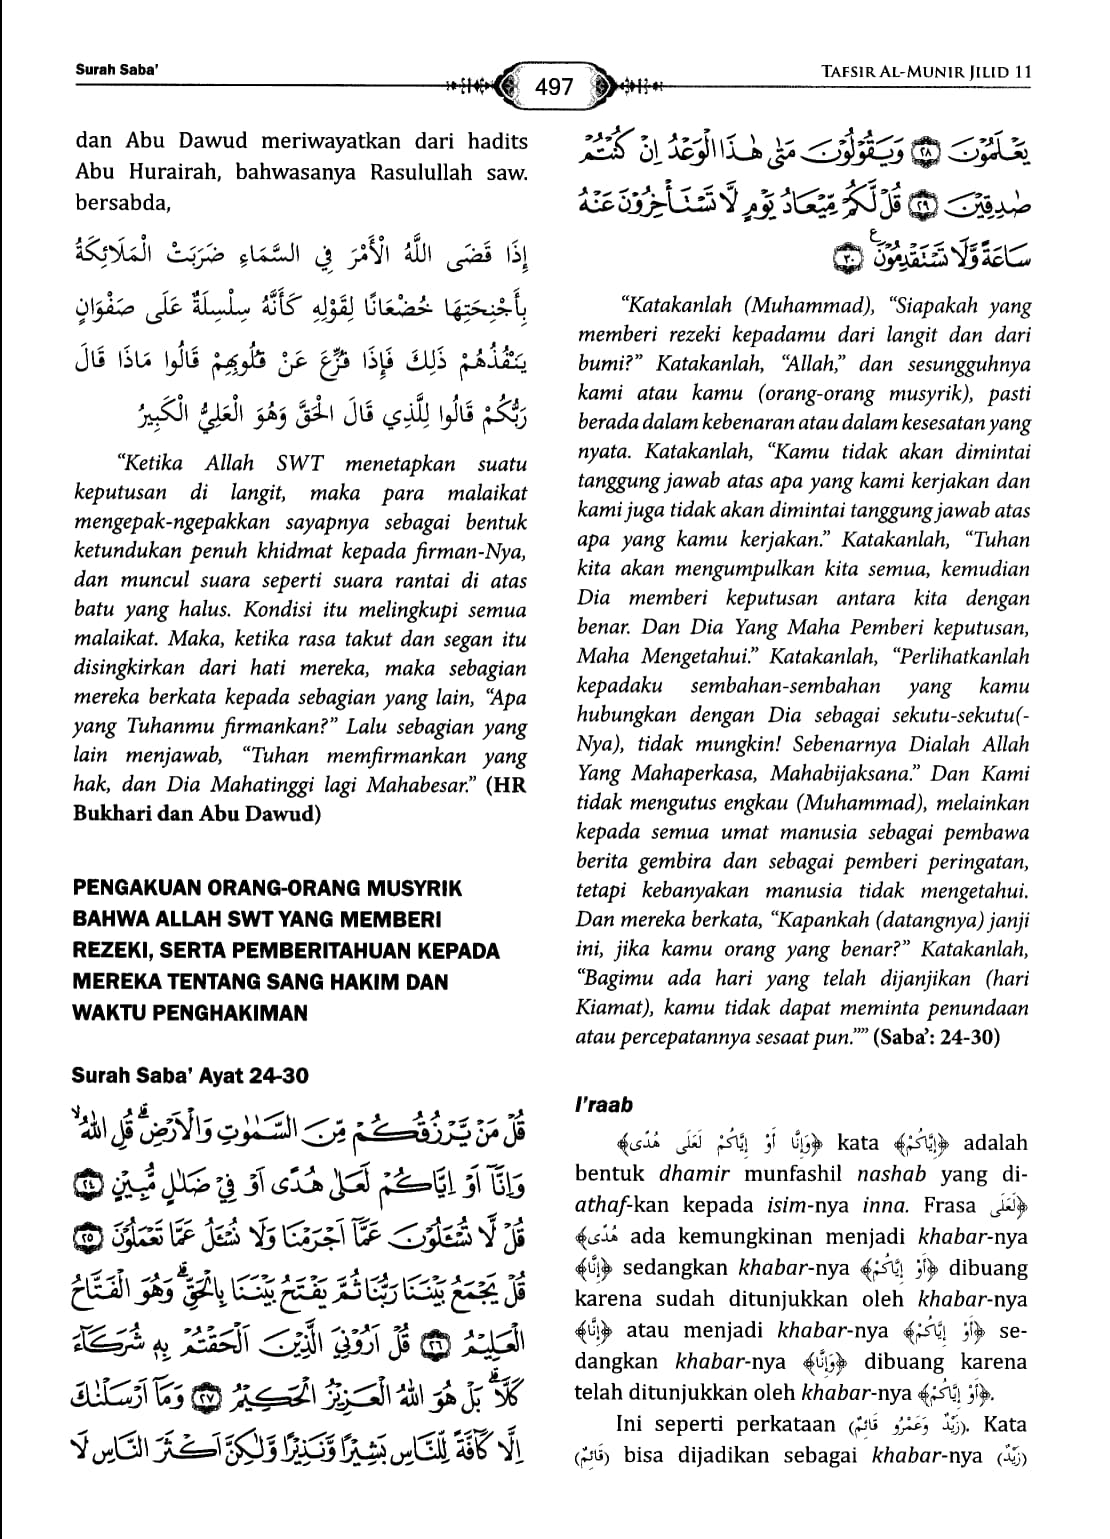 Surah Saba'
497
TAFSIR AL-MUNIR JILID 11
dan Abu Dawud meriwayatkan dari hadits
Abu Hurairah, bahwasanya Rasulullah saw.
bersabda,
إِذَا قَضَى اللَّهُ الْأَمْرَ فِي السَّمَاءِ ضَرَبَتْ الْمَلَائِكَةُ
بِأَجْنِحَتِهَا خُضْعَانًا لِقَوْلِهِ كَأَنَّهُ سِلْسِلَةٌ عَلَى صَفْوَانٍ
يَنْفُذُهُمْ ذَلِكَ فَإِذَا فُزِّعَ عَنْ قُلُوبِهِمْ قَالُوا مَاذَا قَالَ
رَبُّكُمْ قَالُوا لِلَّذِي قَالَ الْحَقَّ وَهُوَ الْعَلِيُّ الْكَبِيرُ
“Ketika Allah SWT menetapkan suatu
keputusan di langit, maka para malaikat
mengepak-ngepakkan sayapnya sebagai bentuk
ketundukan penuh khidmat kepada firman-Nya,
dan muncul suara seperti suara rantai di atas
batu yang halus. Kondisi itu melingkupi semua
malaikat. Maka, ketika rasa takut dan segan itu
disingkirkan dari hati mereka, maka sebagian
mereka berkata kepada sebagian yang lain, “Apa
yang Tuhanmu firmankan?” Lalu sebagian yang
lain menjawab, “Tuhan memfirmankan yang
hak, dan Dia Mahatinggi lagi Mahabesar.” (HR
Bukhari dan Abu Dawud)
PENGAKUAN ORANG-ORANG MUSYRIK
BAHWA ALLAH SWT YANG MEMBERI
REZEKI, SERTA PEMBERITAHUAN KEPADA
MEREKA TENTANG SANG HAKIM DAN
WAKTU PENGHAKIMAN
Surah Saba' Ayat 24-30
قُلْ مَنْ يَّرْزُقُكُمْ مِّنَ السَّمٰوٰتِ وَالْاَرْضِۗ قُلِ اللّٰهُ ۙ
وَاِنَّآ اَوْ اِيَّاكُمْ لَعَلٰى هُدًى اَوْ فِيْ ضَلٰلٍ مُّبِيْنٍ ٢٤
قُلْ لَّا تُسْـَٔلُوْنَ عَمَّآ اَجْرَمْنَا وَلَا نُسْـَٔلُ عَمَّا تَعْمَلُوْنَ ٢٥
قُلْ يَجْمَعُ بَيْنَنَا رَبُّنَا ثُمَّ يَفْتَحُ بَيْنَنَا بِالْحَقِّۗ وَهُوَ الْفَتَّاحُ
الْعَلِيْمُ ٢٦ قُلْ اَرُوْنِيَ الَّذِيْنَ اَلْحَقْتُمْ بِهٖ شُرَكَاۤءَ
كَلَّا ۗبَلْ هُوَ اللّٰهُ الْعَزِيْزُ الْحَكِيْمُ ٢٧ وَمَآ اَرْسَلْنٰكَ
اِلَّا كَاۤفَّةً لِّلنَّاسِ بَشِيْرًا وَّنَذِيْرًا وَّلٰكِنَّ اَكْثَرَ النَّاسِ لَا
يَعْلَمُوْنَ ٢٨ وَيَقُوْلُوْنَ مَتٰى هٰذَا الْوَعْدُ اِنْ كُنْتُمْ
صٰدِقِيْنَ ٢٩ قُلْ لَّكُمْ مِّيْعَادُ يَوْمٍ لَّا تَسْتَأْخِرُوْنَ عَنْهُ
سَاعَةً وَّلَا تَسْتَقْدِمُوْنَ ࣖ ٣٠
“Katakanlah (Muhammad), “Siapakah yang
memberi rezeki kepadamu dari langit dan dari
bumi?” Katakanlah, “Allah,” dan sesungguhnya
kami atau kamu (orang-orang musyrik), pasti
berada dalam kebenaran atau dalam kesesatan yang
nyata. Katakanlah, “Kamu tidak akan dimintai
tanggung jawab atas apa yang kami kerjakan dan
kami juga tidak akan dimintai tanggung jawab atas
apa yang kamu kerjakan.” Katakanlah, “Tuhan
kita akan mengumpulkan kita semua, kemudian
Dia memberi keputusan antara kita dengan
benar. Dan Dia Yang Maha Pemberi keputusan,
Maha Mengetahui.” Katakanlah, “Perlihatkanlah
kepadaku sembahan-sembahan yang kamu
hubungkan dengan Dia sebagai sekutu-sekutu(-
Nya), tidak mungkin! Sebenarnya Dialah Allah
Yang Mahaperkasa, Mahabijaksana.” Dan Kami
tidak mengutus engkau (Muhammad), melainkan
kepada semua umat manusia sebagai pembawa
berita gembira dan sebagai pemberi peringatan,
tetapi kebanyakan manusia tidak mengetahui.
Dan mereka berkata, “Kapankah (datangnya) janji
ini, jika kamu orang yang benar?” Katakanlah,
“Bagimu ada hari yang telah dijanjikan (hari
Kiamat), kamu tidak dapat meminta penundaan
atau percepatannya sesaat pun.”” (Saba’: 24-30)
I'raab
﴿وَإِنَّا أَوْ إِيَّاكُمْ لَعَلَى هُدًى﴾ kata ﴿إِيَّاكُمْ﴾ adalah
bentuk dhamir munfashil nashab yang di-
athaf-kan kepada isim-nya inna. Frasa ﴿لَعَلَى
هُدًى﴾ ada kemungkinan menjadi khabar-nya
﴿إِنَّا﴾ sedangkan khabar-nya ﴿أَوْ إِيَّاكُمْ﴾ dibuang
karena sudah ditunjukkan oleh khabar-nya
﴿إِنَّا﴾ atau menjadi khabar-nya ﴿أَوْ إِيَّاكُمْ﴾ se-
dangkan khabar-nya ﴿وَإِنَّا﴾ dibuang karena
telah ditunjukkan oleh khabar-nya ﴿أَوْ إِيَّاكُمْ﴾.
Ini seperti perkataan (زَيْدٌ وَعَمْرٌو قَائِمٌ). Kata
(قَائِمٌ) bisa dijadikan sebagai khabar-nya (زَيْدٌ)